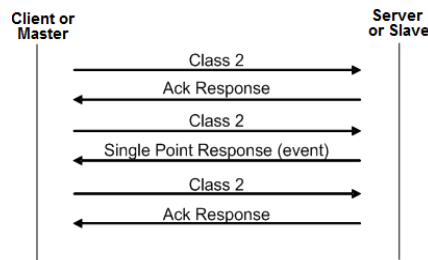 Client or
Master
Server
or Slave
Class 2
Ack Response
Class 2
Single Point Response (event)
Class 2
Ack Response